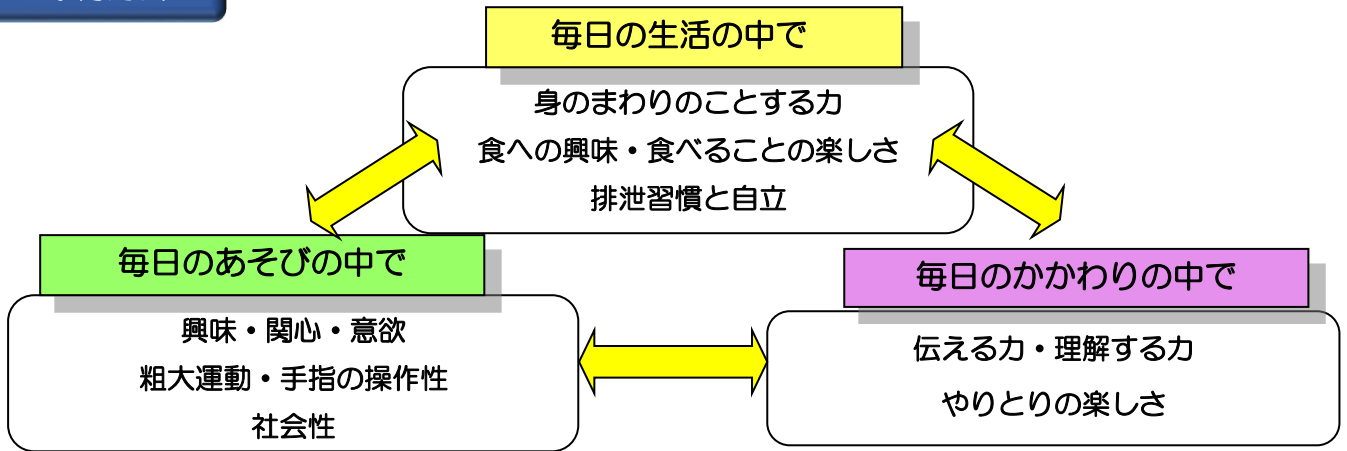 毎日の生活の中で
身のまわりのことする力
食への興味・食べることの楽しさ
排泄習慣と自立
毎日のあそびの中で
興味・関心・意欲
粗大運動・手指の操作性
社会性
毎日のかかわりの中で
伝える力・理解する力
やりとりの楽しさ